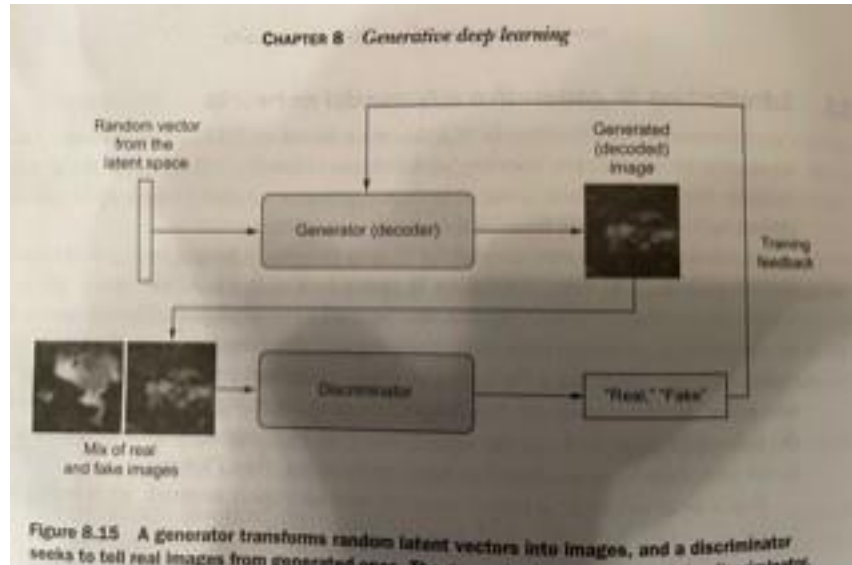 CHAPTER 8 Generative deep learning
Random vector
from the
latent space
Generator (decoder)
Generated
(decoded)
image
Training
feedback
Discriminator
"Real," "Fake"
Mix of real
and fake images
Figure 8.15 A generator transforms random latent vectors into images, and a discriminator
seeks to tell real images from generated ones. The discriminator